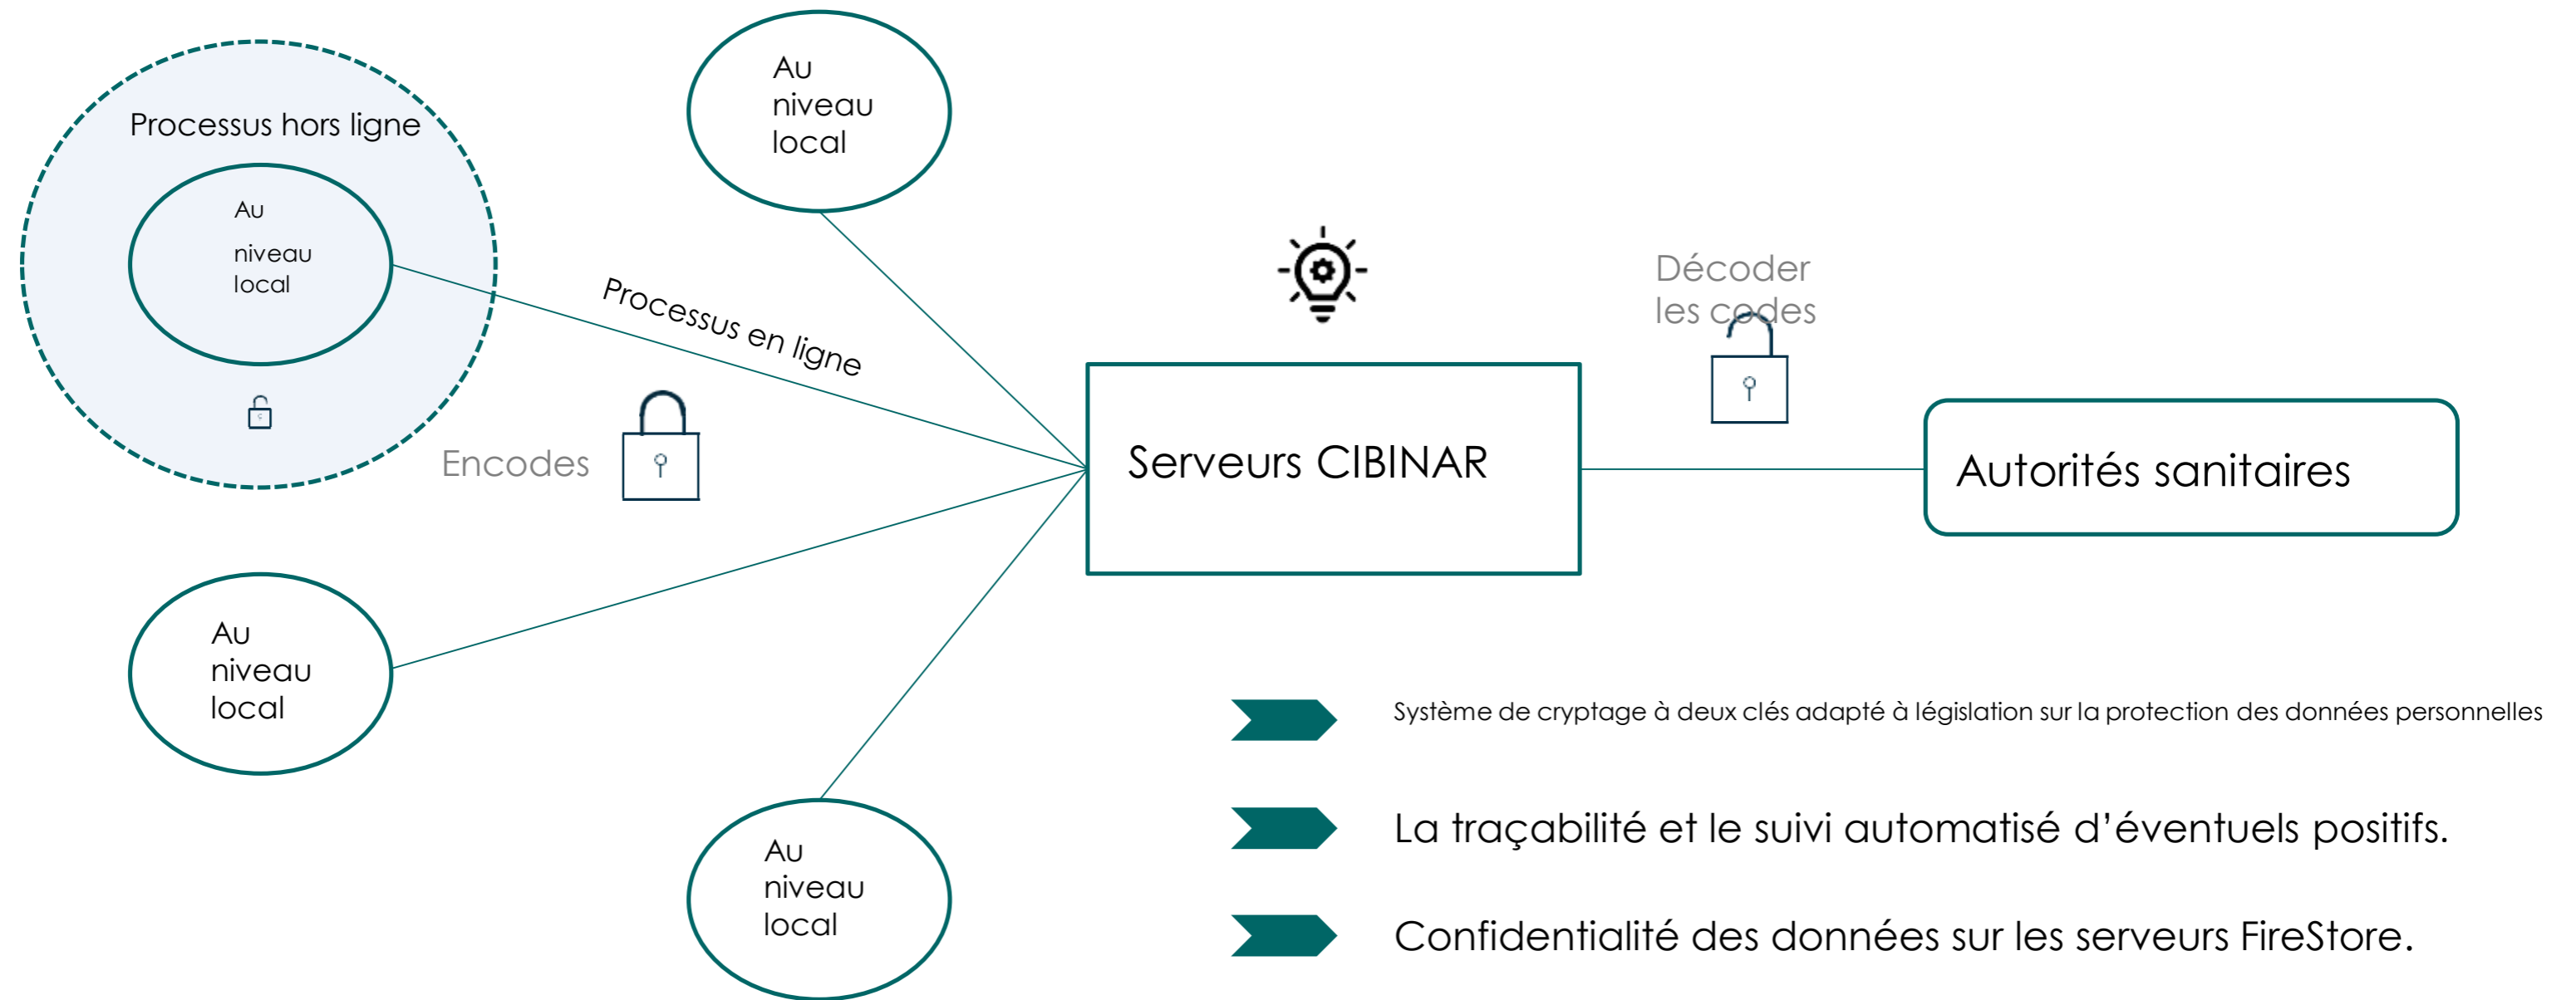 Processus hors ligne
Au
niveau
local
Au
niveau
local
Processus en ligne
Encodes
Au
niveau
local
Au
niveau
local
Serveurs CIBINAR
Décoder
les codes
Autorités sanitaires
Système de cryptage à deux clés adapté à législation sur la protection des données personnelles
La traçabilité et le suivi automatisé d’éventuels positifs.
Confidentialité des données sur les serveurs FireStore.